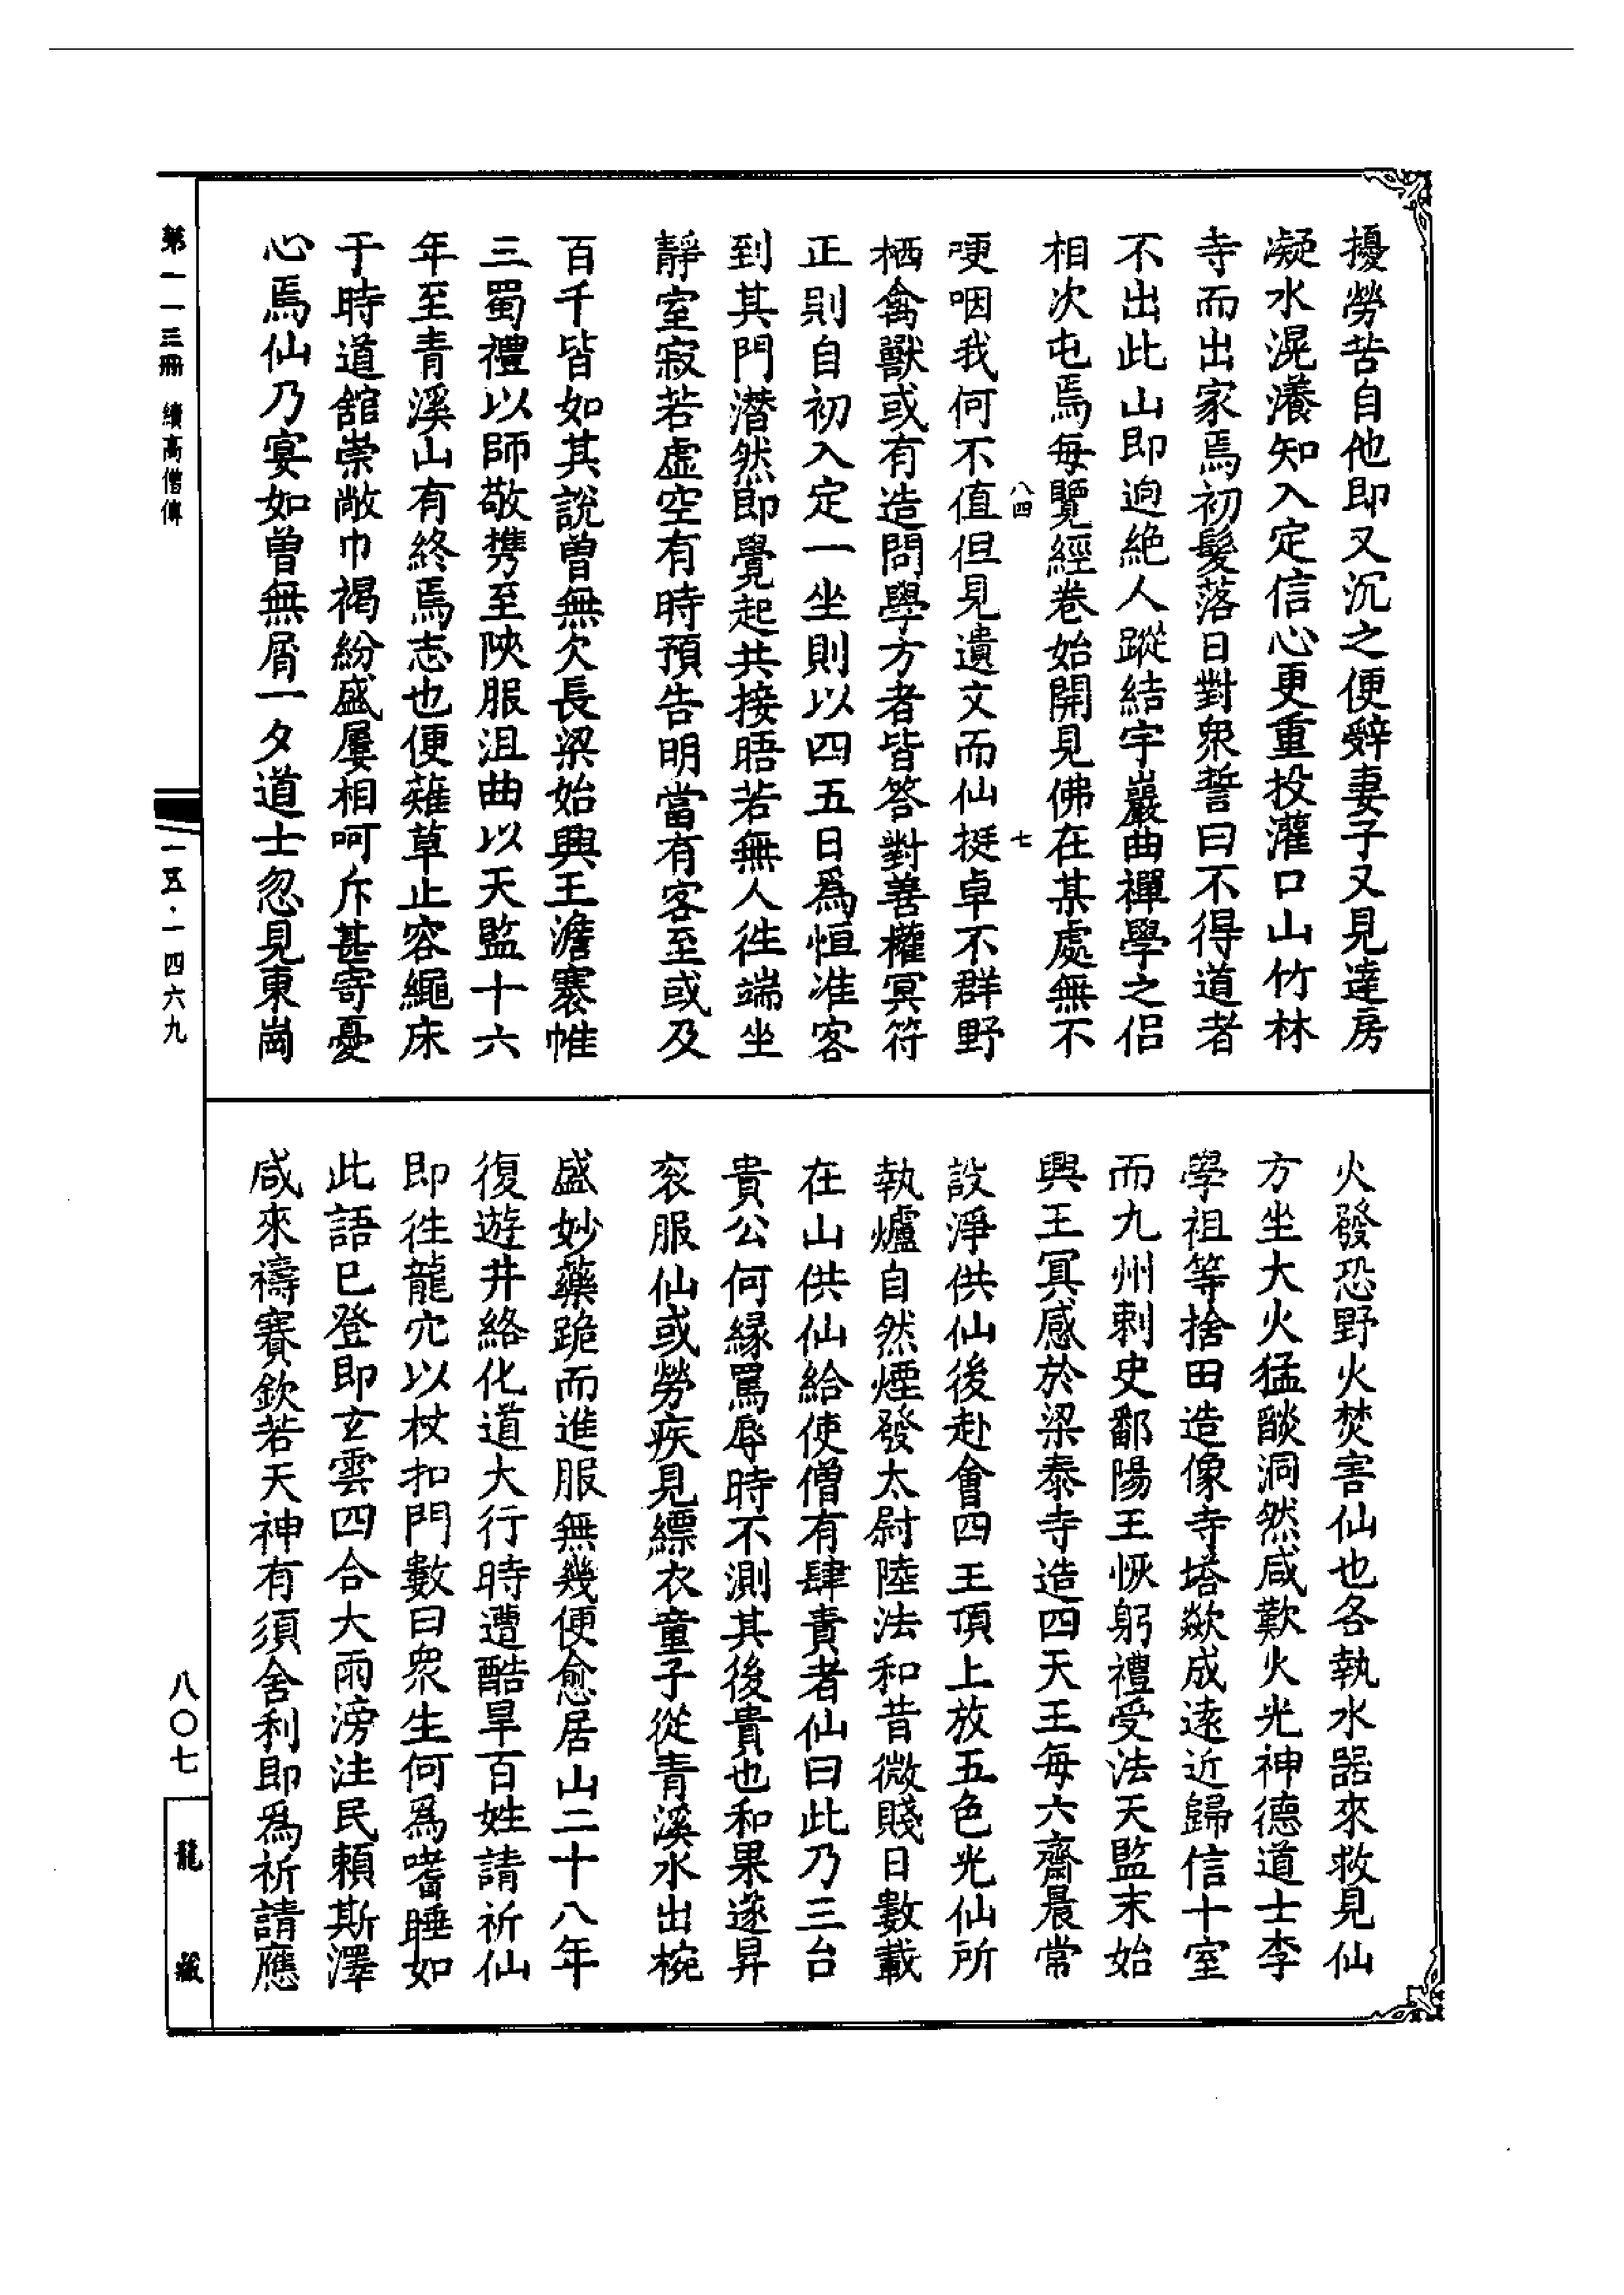 擾勞苦自他即又沉之便辭妻子又見達房
凝水滉瀁知入定信心更重投灌口山竹林
寺而出家焉初髮落日對衆誓曰不得道者
不出此山即逈絶人蹤結宇巖曲禪學之侣
相次屯焉每覽經卷始開見佛在某處無不
八四 七
哽咽我何不值但見遺文而仙挺卓不群野
栖禽獸或有造問學方者皆答對善權冥符
正則自初入定一坐則以四五日爲恒准客
到其門潜然即覺起共接晤若無人徃端坐
靜室寂若虚空有時預告明當有客至或及
百千皆如其說曽無欠長梁始興王澹褰帷
三蜀禮以師敬携至陝服沮曲以天監十六
年至青溪山有終焉志也便薙草止容繩床
于時道舘崇敞巾褐紛盛屢相呵斥甚寄憂
心焉仙乃宴如曽無屑一夕道士忽見東崗
火發恐野火焚害仙也各執水器來救見仙
方坐大火猛燄洞然咸歎火光神德道士李
學祖等捨田造像寺塔歘成逺近歸信十室
而九州刺史鄱陽王恢躬禮受法天監末始
興王冥感於梁泰寺造四天王每六齋晨常
設淨供仙後赴會四王頂上放五色光仙所
執爐自然煙發太尉陸法和昔微賤日數載
在山供仙給使僧有肆責者仙曰此乃三台
貴公何縁罵辱時不測其後貴也和果遂昇
衮服仙或勞疾見縹衣童子從青溪水出椀
盛妙藥跪而進服無幾便愈居山二十八年
復遊井絡化道大行時遭酷旱百姓請祈仙
即徃龍穴以杖扣門數曰衆生何爲嗜睡如
此語已登即玄雲四合大雨滂注民賴斯澤
咸來禱賽欽若天神有須舍利即爲祈請應
第一一三冊 續高僧傳
一五·一四六九
八〇七
龍藏